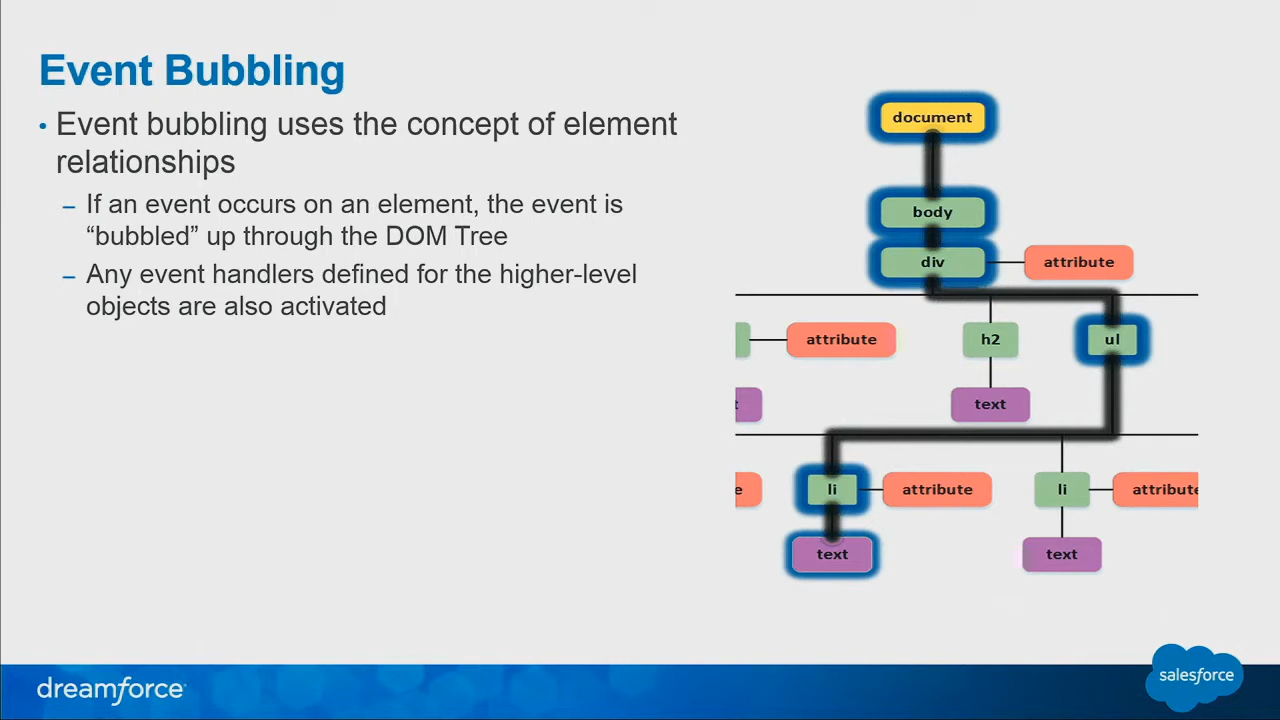 Event Bubbling
• Event bubbling uses the concept of element
relationships
– If an event occurs on an element, the event is
“bubbled” up through the DOM Tree
– Any event handlers defined for the higher-level
objects are also activated
document
body
div
attribute
attribute
h2
ul
t
text
e
li
attribute
li
attribute
text
text
dreamforce
salesforce